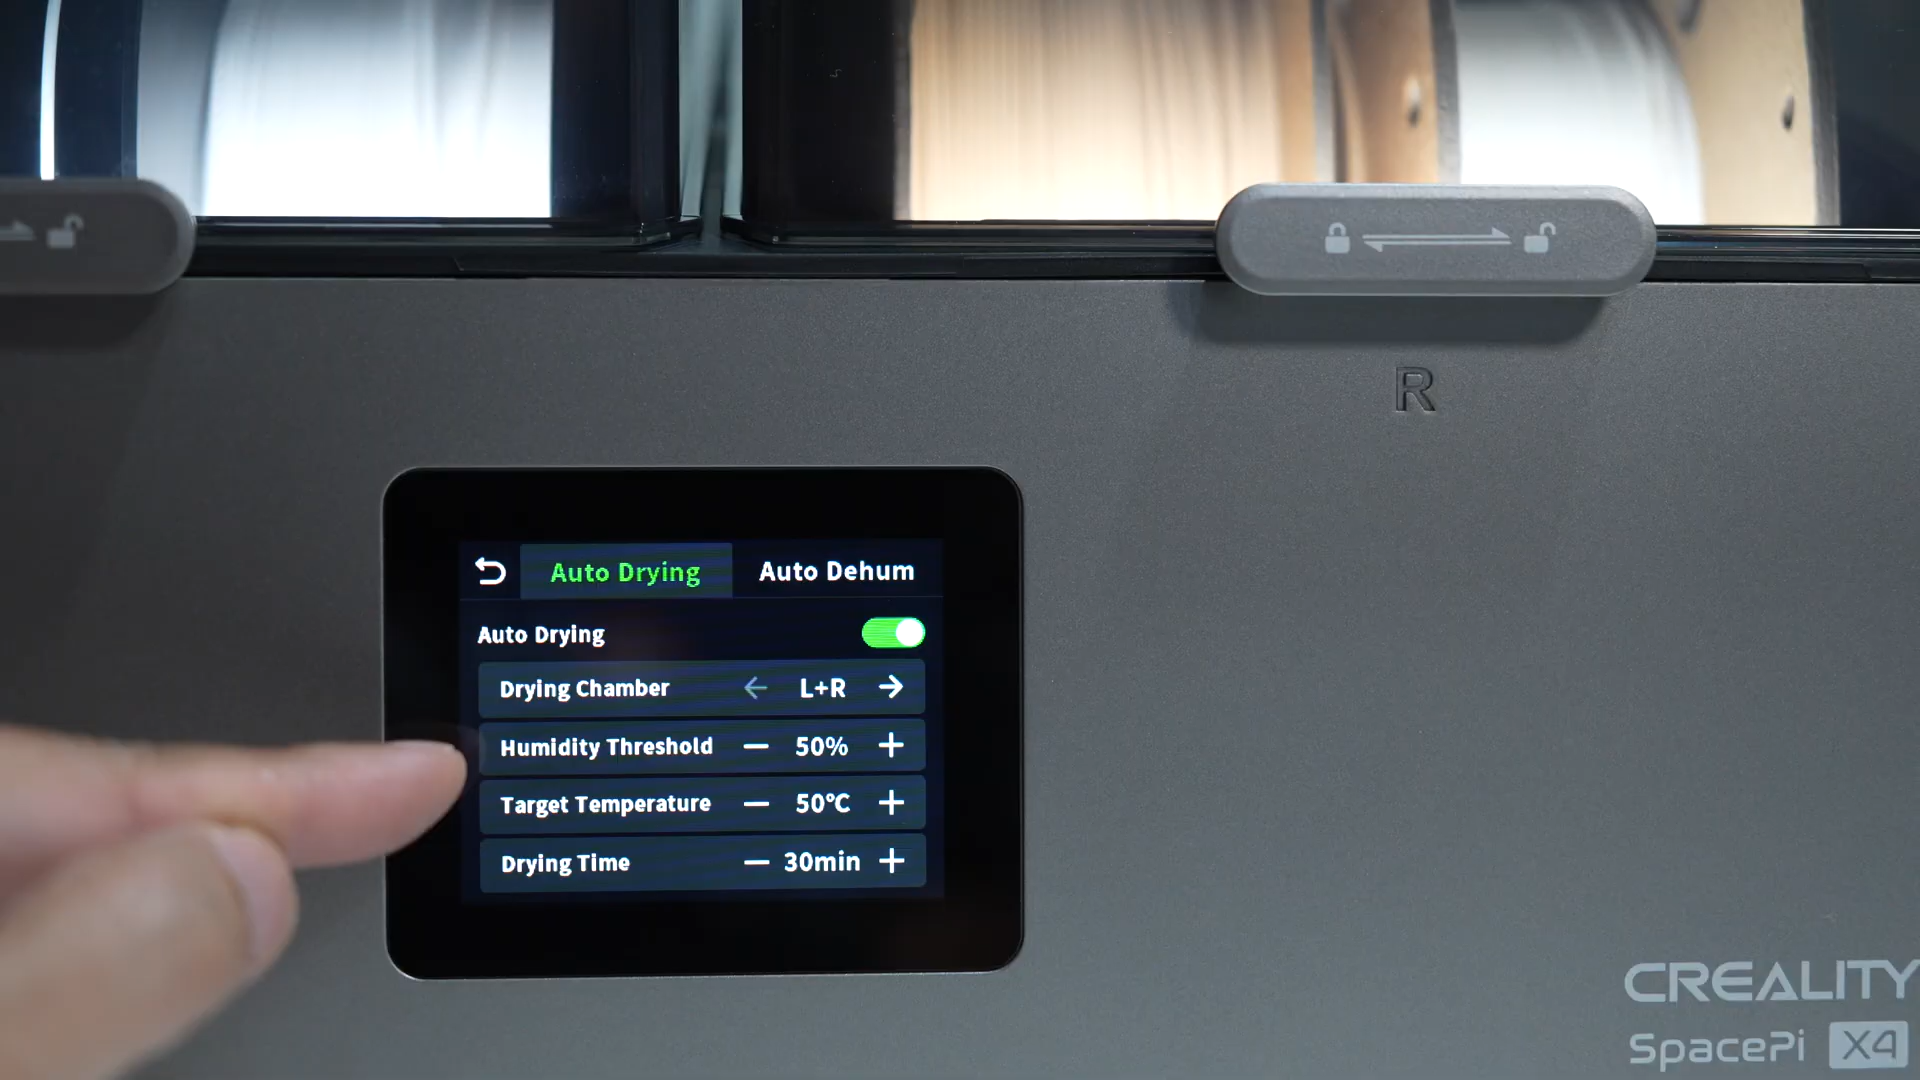 R
Auto Drying Auto Dehum
Auto Drying
Drying Chamber L+R
Humidity Threshold — 50% +
Target Temperature — 50°C +
Drying Time — 30min +
CREALITY
SpacePi X4